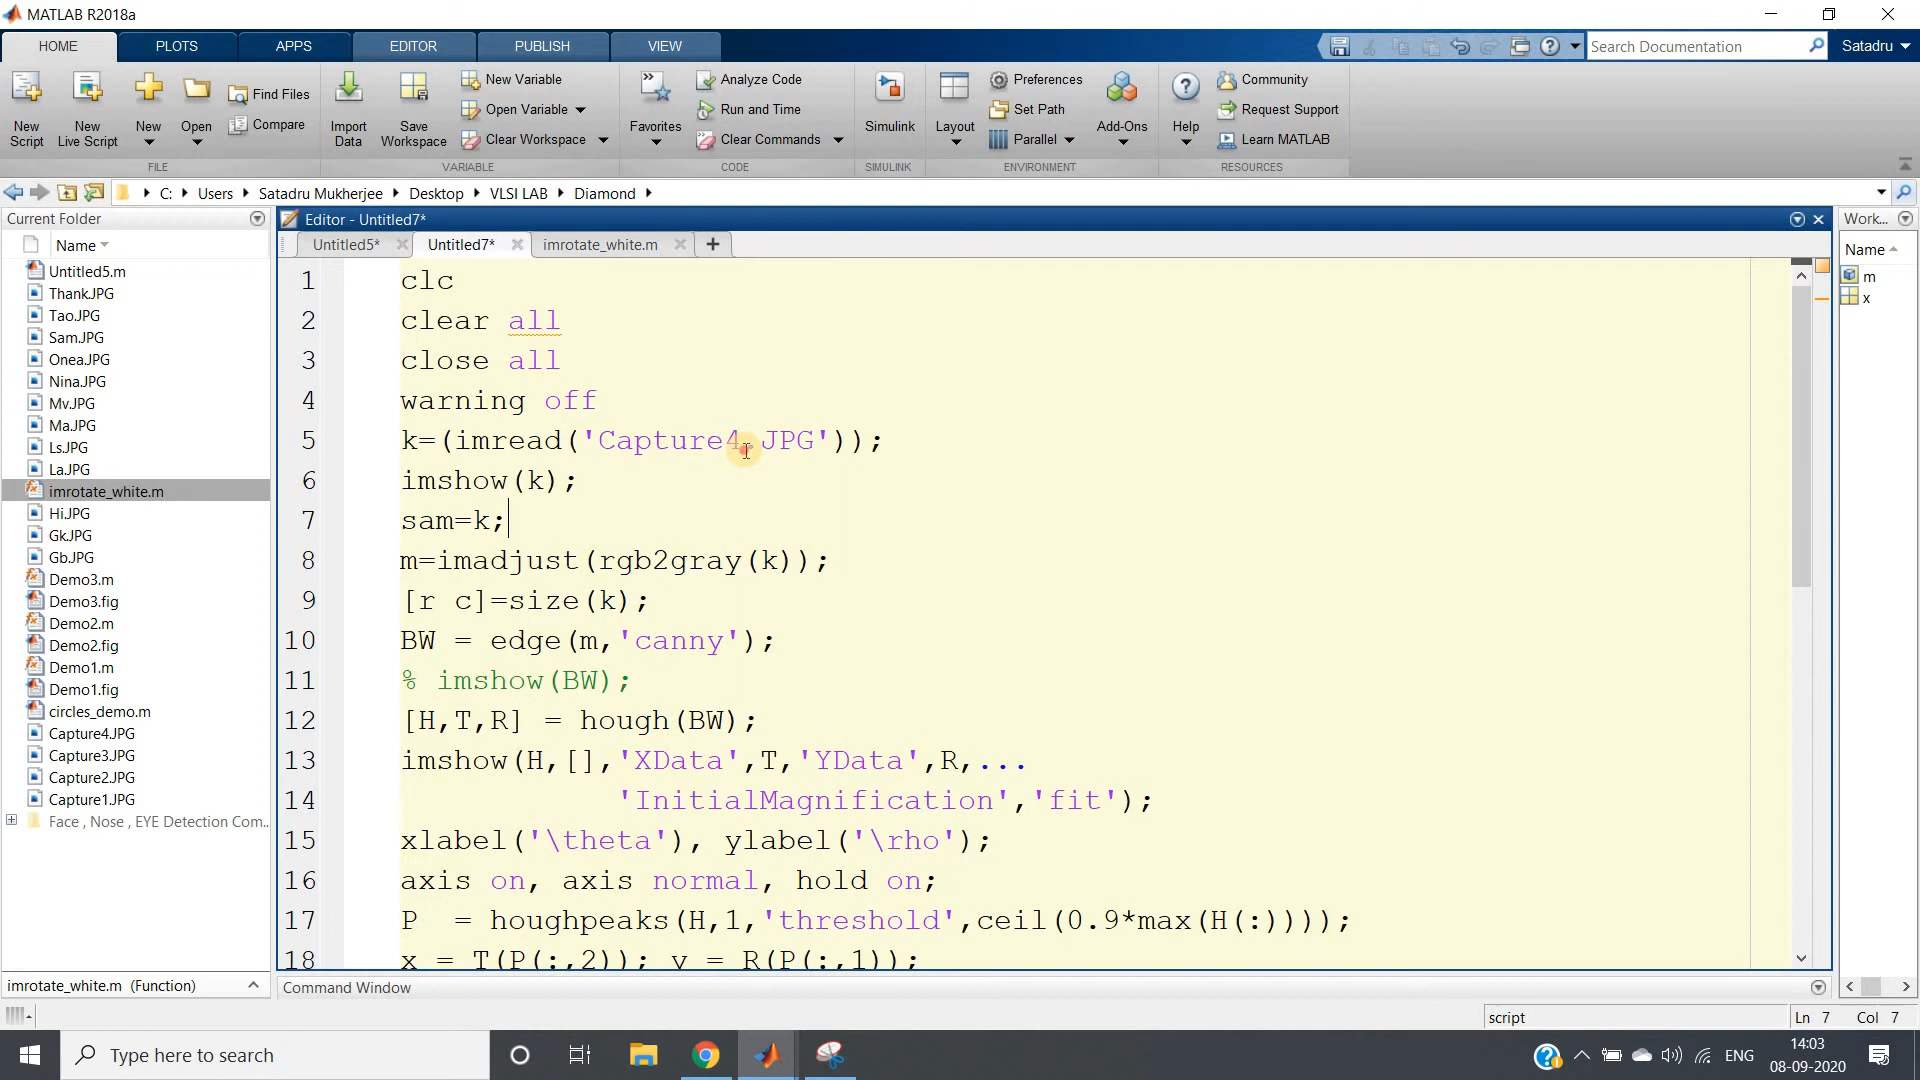 MATLAB R2018a
HOME PLOTS APPS EDITOR PUBLISH VIEW
Search Documentation Satadru
New Script
New Live Script
New
Open
Find Files
Compare
Import Data
Save Workspace
New Variable
Open Variable
Clear Workspace
Favorites
Analyze Code
Run and Time
Clear Commands
Simulink
Layout
Preferences
Set Path
Parallel
Add-Ons
Help
Community
Request Support
Learn MATLAB
FILE VARIABLE CODE SIMULINK ENVIRONMENT RESOURCES
C: Users Satadru Mukherjee Desktop VLSI LAB Diamond
Current Folder
Name
Untitled5.m
Thank.JPG
Tao.JPG
Sam.JPG
Onea.JPG
Nina.JPG
Mv.JPG
Ma.JPG
Ls.JPG
La.JPG
imrotate_white.m
Hi.JPG
Gk.JPG
Gb.JPG
Demo3.m
Demo3.fig
Demo2.m
Demo2.fig
Demo1.m
Demo1.fig
circles_demo.m
Capture4.JPG
Capture3.JPG
Capture2.JPG
Capture1.JPG
Face , Nose , EYE Detection Com...
imrotate_white.m (Function)
Editor - Untitled7*
Untitled5* Untitled7* imrotate_white.m
1 clc
2 clear all
3 close all
4 warning off
5 k=(imread('Capture4.JPG'));
6 imshow(k);
7 sam=k;
8 m=imadjust(rgb2gray(k));
9 [r c]=size(k);
10 BW = edge(m,'canny');
11 % imshow(BW);
12 [H,T,R] = hough(BW);
13 imshow(H,[],'XData',T,'YData',R,...
14 'InitialMagnification','fit');
15 xlabel('\theta'), ylabel('\rho');
16 axis on, axis normal, hold on;
17 P  = houghpeaks(H,1,'threshold',ceil(0.9*max(H(:))));
18 x = T(P(:,2)); y = R(P(:,1));
Command Window
Work...
Name
m
x
script Ln 7 Col 7
Type here to search
ENG
14:03
08-09-2020